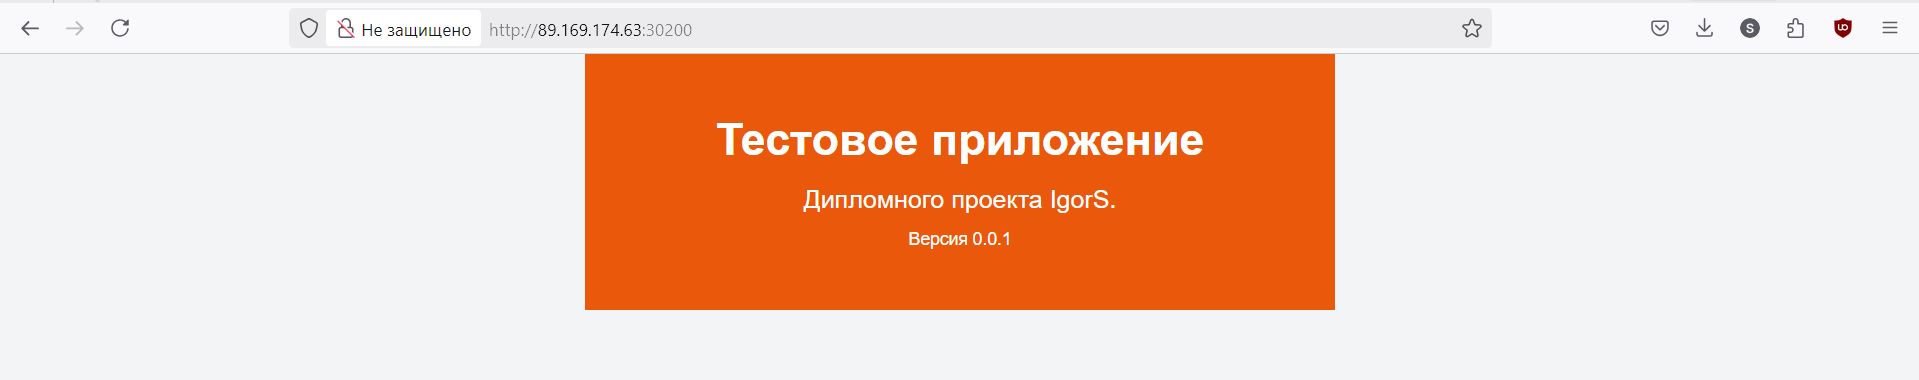 Не защищено http://89.169.174.63:30200
S
Тестовое приложение
Дипломного проекта IgorS.
Версия 0.0.1